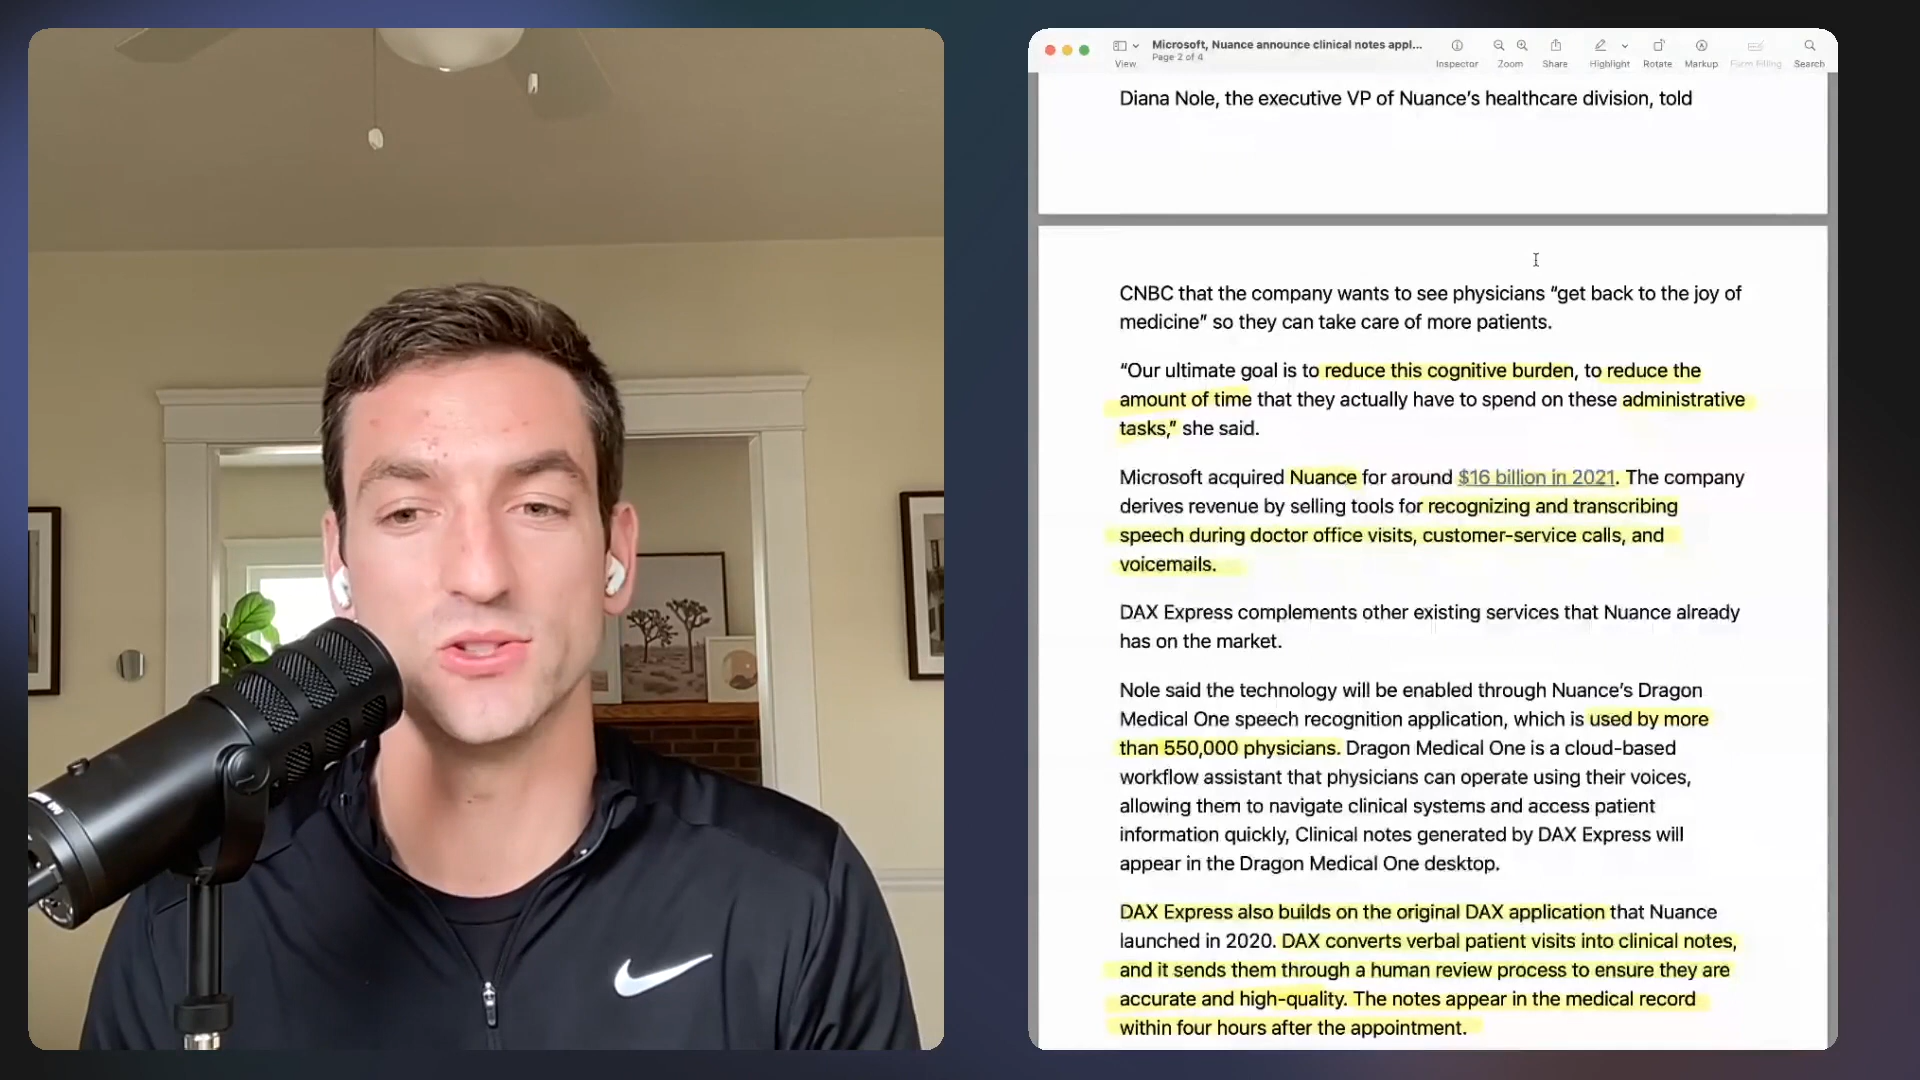 Microsoft, Nuance announce clinical notes appl...
Page 2 of 4
View
Inspector
Zoom
Share
Highlight
Rotate
Markup
Form Filling
Search
Diana Nole, the executive VP of Nuance’s healthcare division, told
CNBC that the company wants to see physicians “get back to the joy of
medicine” so they can take care of more patients.
“Our ultimate goal is to reduce this cognitive burden, to reduce the
amount of time that they actually have to spend on these administrative
tasks,” she said.
Microsoft acquired Nuance for around $16 billion in 2021. The company
derives revenue by selling tools for recognizing and transcribing
speech during doctor office visits, customer-service calls, and
voicemails.
DAX Express complements other existing services that Nuance already
has on the market.
Nole said the technology will be enabled through Nuance’s Dragon
Medical One speech recognition application, which is used by more
than 550,000 physicians. Dragon Medical One is a cloud-based
workflow assistant that physicians can operate using their voices,
allowing them to navigate clinical systems and access patient
information quickly, Clinical notes generated by DAX Express will
appear in the Dragon Medical One desktop.
DAX Express also builds on the original DAX application that Nuance
launched in 2020. DAX converts verbal patient visits into clinical notes,
and it sends them through a human review process to ensure they are
accurate and high-quality. The notes appear in the medical record
within four hours after the appointment.